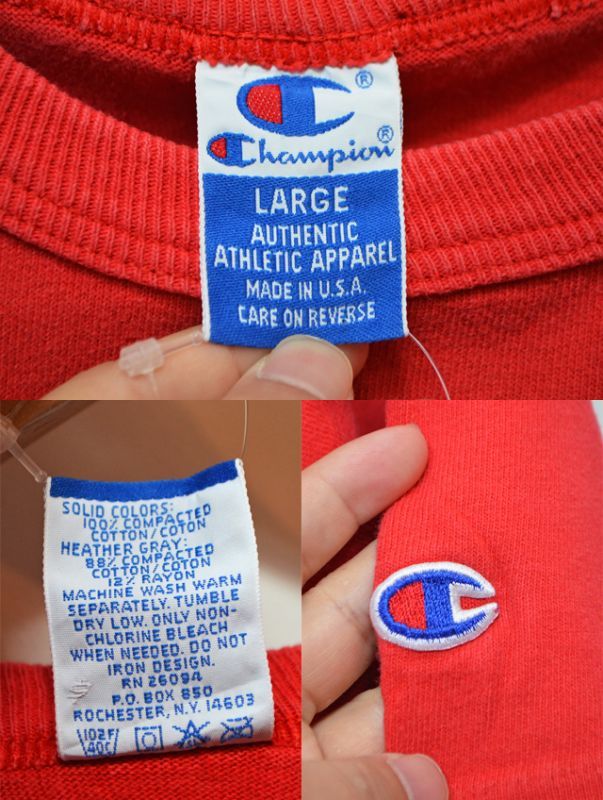 ®
Champion®
LARGE
AUTHENTIC
ATHLETIC APPAREL
MADE IN U.S.A.
CARE ON REVERSE
SOLID COLORS:
100% COMPACTED
COTTON/COTON
HEATHER GRAY:
88% COMPACTED
COTTON/COTON
12% RAYON
MACHINE WASH WARM
SEPARATELY. TUMBLE
DRY LOW. ONLY NON-
CHLORINE BLEACH
WHEN NEEDED. DO NOT
IRON DESIGN.
RN 26094
P.O. BOX 850
ROCHESTER, N.Y. 14603
102F
40C